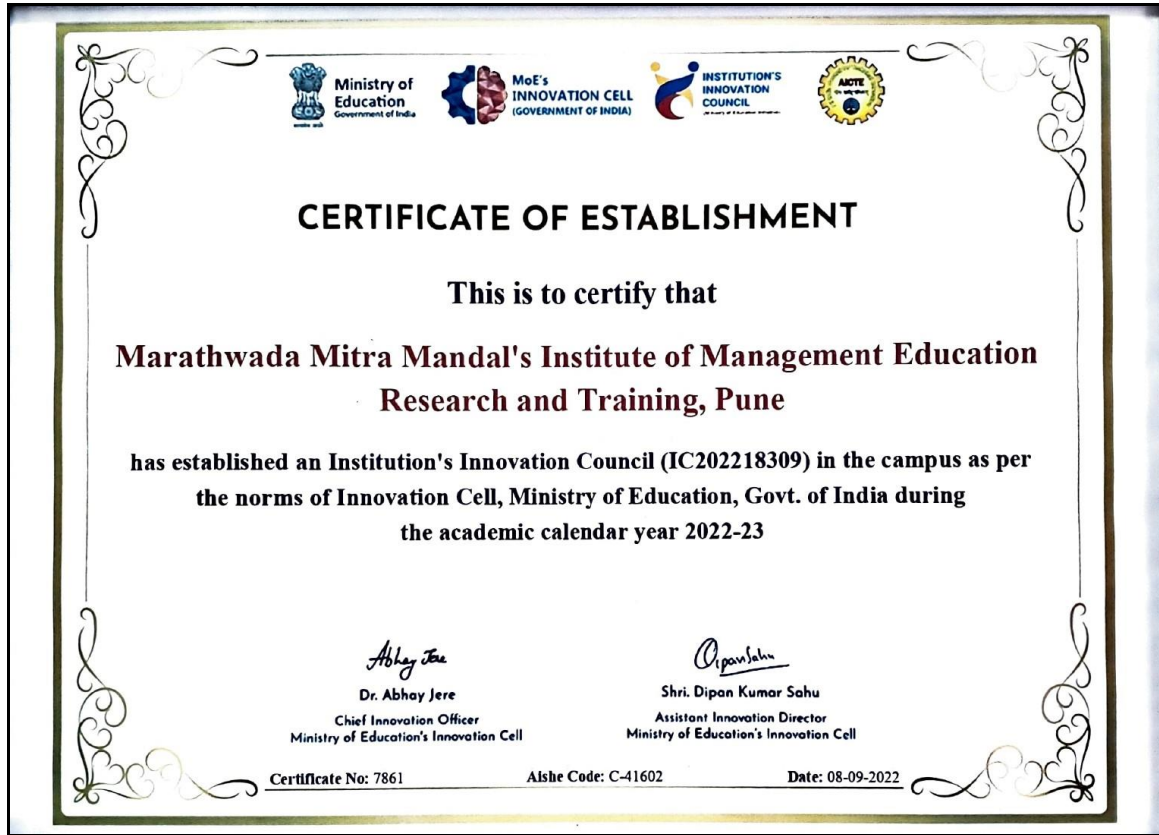 Ministry of
Education
Government of India
MoE's
INNOVATION CELL
(GOVERNMENT OF INDIA)
INSTITUTION'S
INNOVATION
COUNCIL
AICTE
CERTIFICATE OF ESTABLISHMENT
This is to certify that
Marathwada Mitra Mandal's Institute of Management Education
Research and Training, Pune
has established an Institution's Innovation Council (IC202218309) in the campus as per
the norms of Innovation Cell, Ministry of Education, Govt. of India during
the academic calendar year 2022-23
Abhay Jere
DipanSahu
Dr. Abhay Jere
Shri. Dipan Kumar Sahu
Chief Innovation Officer
Assistant Innovation Director
Ministry of Education's Innovation Cell
Ministry of Education's Innovation Cell
Certificate No: 7861
Aishe Code: C-41602
Date: 08-09-2022